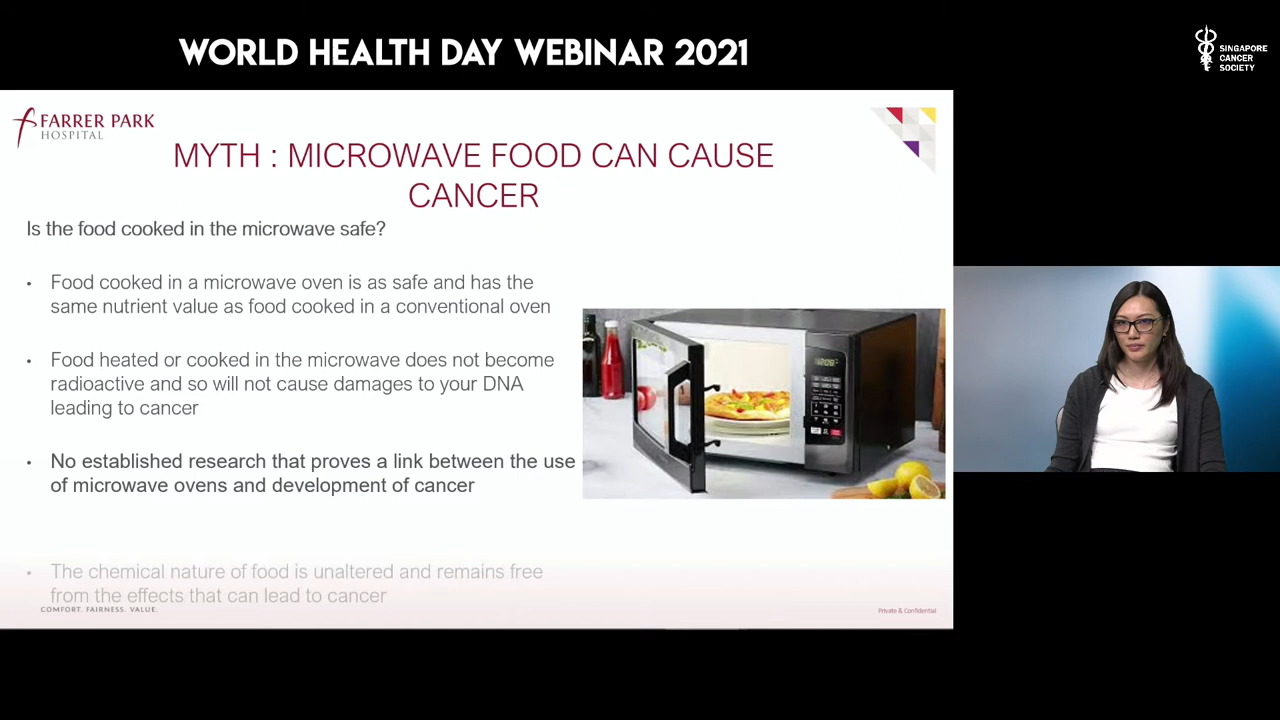 WORLD HEALTH DAY WEBINAR 2021
SINGAPORE
CANCER
SOCIETY
FARRER PARK
HOSPITAL
MYTH : MICROWAVE FOOD CAN CAUSE
CANCER
Is the food cooked in the microwave safe?
• Food cooked in a microwave oven is as safe and has the
same nutrient value as food cooked in a conventional oven
• Food heated or cooked in the microwave does not become
radioactive and so will not cause damages to your DNA
leading to cancer
• No established research that proves a link between the use
of microwave ovens and development of cancer
• The chemical nature of food is unaltered and remains free
from the effects that can lead to cancer
COMFORT. FAIRNESS. VALUE.
Private & Confidential